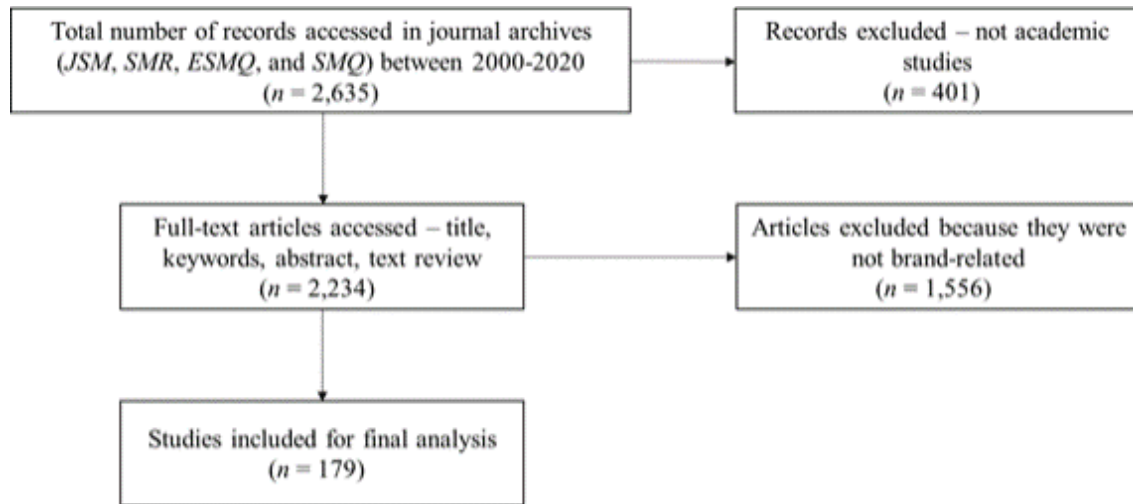 Total number of records accessed in journal archives
(JSM, SMR, ESMQ, and SMQ) between 2000-2020
(n = 2,635)
Records excluded – not academic
studies
(n = 401)
Full-text articles accessed – title,
keywords, abstract, text review
(n = 2,234)
Articles excluded because they were
not brand-related
(n = 1,556)
Studies included for final analysis
(n = 179)